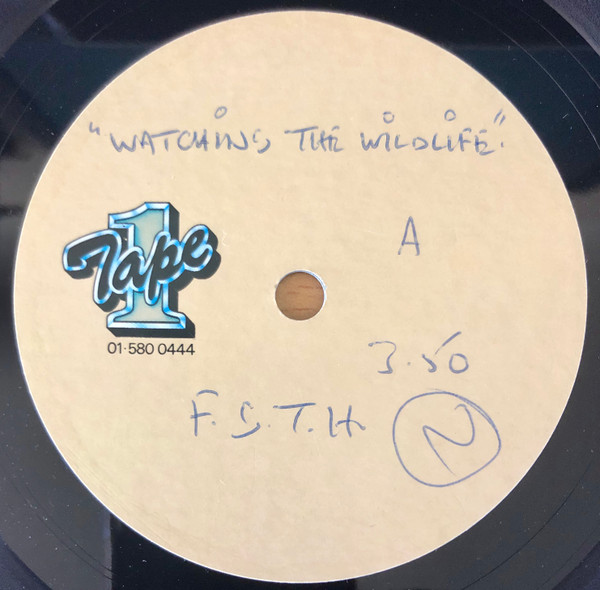 "WATCHING THE WILDLIFE".
A
Tape 1
01-580 0444
3.50
F.G.T.H.
N